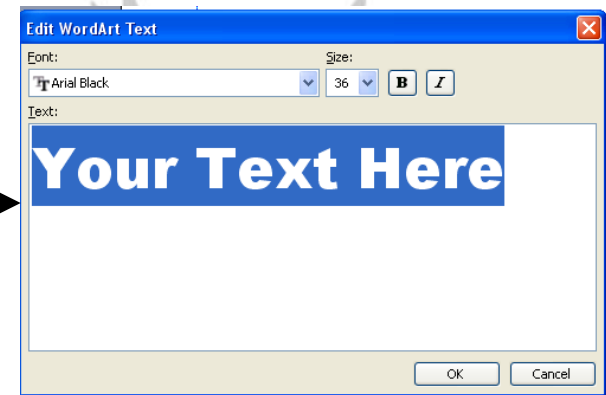 Edit WordArt Text
Font: Size:
Arial Black 36 B I
Text:
Your Text Here
OK Cancel